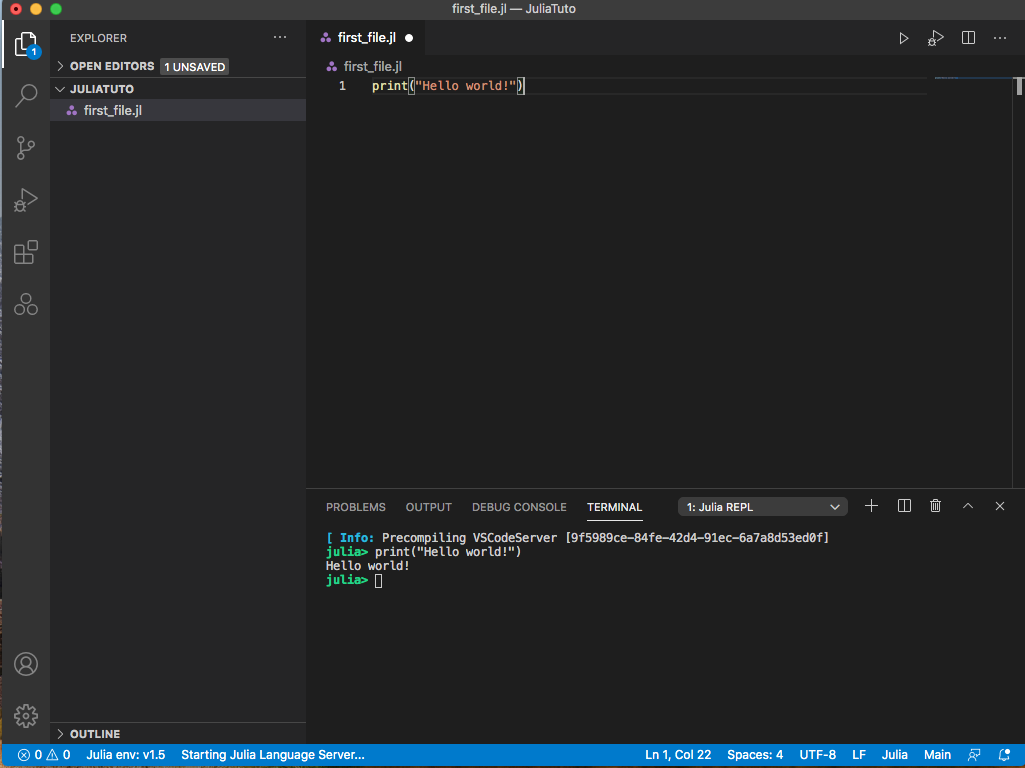 first_file.jl — JuliaTuto
EXPLORER
1
OPEN EDITORS 1 UNSAVED
JULIATUTO
first_file.jl
first_file.jl
first_file.jl
1 print("Hello world!")
PROBLEMS OUTPUT DEBUG CONSOLE TERMINAL 1: Julia REPL
[ Info: Precompiling VSCodeServer [9f5989ce-84fe-42d4-91ec-6a7a8d53ed0f]
julia> print("Hello world!")
Hello world!
julia>
OUTLINE
0 0 Julia env: v1.5 Starting Julia Language Server... Ln 1, Col 22 Spaces: 4 UTF-8 LF Julia Main